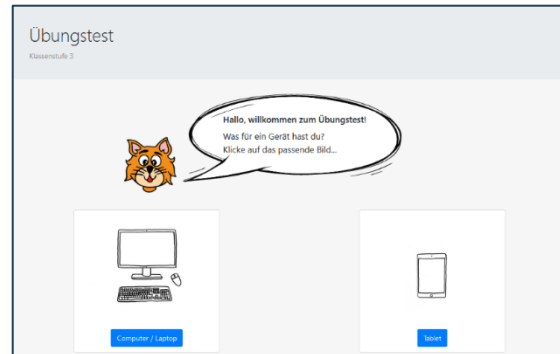 Übungstest
Klassenstufe 3
Hallo, willkommen zum Übungstest!
Was für ein Gerät hast du?
Klicke auf das passende Bild...
Computer / Laptop
Tablet